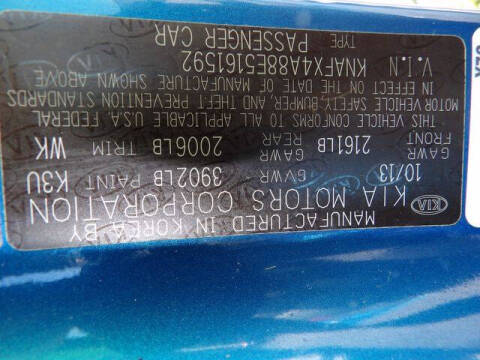 MANUFACTURED IN KOREA BY
KIA KIA MOTORS CORPORATION
10/13 GVWR 3902LB PAINT K3U
GAWR FRONT 2161LB GAWR REAR 2006LB TRIM WK
THIS VEHICLE CONFORMS TO ALL APPLICABLE U.S.A. FEDERAL
MOTOR VEHICLE SAFETY, BUMPER, AND THEFT STANDARDS
IN EFFECT ON THE DATE OF MANUFACTURE SHOWN ABOVE
V.I.N KNAFX4A88E5161592
TYPE PASSENGER CAR